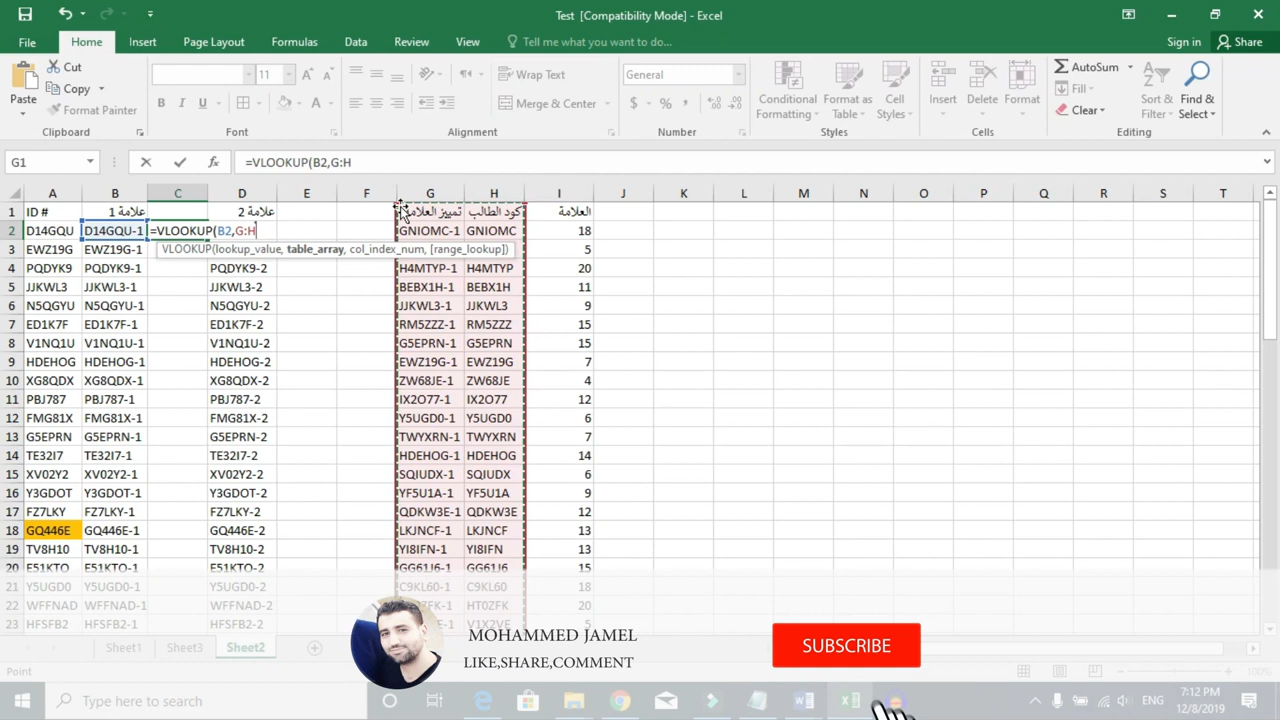 Test [Compatibility Mode] - Excel
File Home Insert Page Layout Formulas Data Review View Tell me what you want to do... Sign in Share
Paste Cut Copy Format Painter Clipboard
11 Font
Wrap Text Merge & Center Alignment
General $ % , Number
Conditional Formatting Format as Table Cell Styles Styles
Insert Delete Format Cells
AutoSum Fill Clear Sort & Filter Find & Select Editing
G1 fx =VLOOKUP(B2,G:H
A B C D E F G H I J K L M N O P Q R S T
1 ID # علامة 1 علامة 2 تمييز العلامة كود الطالب العلامة
2 D14GQU D14GQU-1 =VLOOKUP(B2,G:H GNIOMC-1 GNIOMC 18
VLOOKUP(lookup_value, table_array, col_index_num, [range_lookup])
3 EWZ19G EWZ19G-1 5
4 PQDYK9 PQDYK9-1 PQDYK9-2 H4MTYP-1 H4MTYP 20
5 JJKWL3 JJKWL3-1 JJKWL3-2 BEBX1H-1 BEBX1H 11
6 N5QGYU N5QGYU-1 N5QGYU-2 JJKWL3-1 JJKWL3 9
7 ED1K7F ED1K7F-1 ED1K7F-2 RM5ZZZ-1 RM5ZZZ 15
8 V1NQ1U V1NQ1U-1 V1NQ1U-2 G5EPRN-1 G5EPRN 15
9 HDEHOG HDEHOG-1 HDEHOG-2 EWZ19G-1 EWZ19G 7
10 XG8QDX XG8QDX-1 XG8QDX-2 ZW68JE-1 ZW68JE 4
11 PBJ787 PBJ787-1 PBJ787-2 IX2O77-1 IX2O77 12
12 FMG81X FMG81X-1 FMG81X-2 Y5UGD0-1 Y5UGD0 6
13 G5EPRN G5EPRN-1 G5EPRN-2 TWYXRN-1 TWYXRN 7
14 TE32I7 TE32I7-1 TE32I7-2 HDEHOG-1 HDEHOG 14
15 XV02Y2 XV02Y2-1 XV02Y2-2 SQIUDX-1 SQIUDX 6
16 Y3GDOT Y3GDOT-1 Y3GDOT-2 YF5U1A-1 YF5U1A 9
17 FZ7LKY FZ7LKY-1 FZ7LKY-2 QDKW3E-1 QDKW3E 12
18 GQ446E GQ446E-1 GQ446E-2 LKJNCF-1 LKJNCF 13
19 TV8H10 TV8H10-1 TV8H10-2 YI8IFN-1 YI8IFN 13
20 E51KTO E51KTO-1 E51KTO-2 GG61J6-1 GG61J6 15
21 Y5UGD0 Y5UGD0-1 Y5UGD0-2 C9KL60-1 C9KL60 18
22 WFFNAD WFFNAD-1 WFFNAD-2 HT0ZFK 20
23 HFSFB2 HFSFB2-1 HFSFB2-2 V1X2VE 5
MOHAMMED JAMEL
LIKE,SHARE,COMMENT
SUBSCRIBE
Sheet1 Sheet3 Sheet2
Point 100%
Type here to search ENG 7:12 PM
12/8/2019